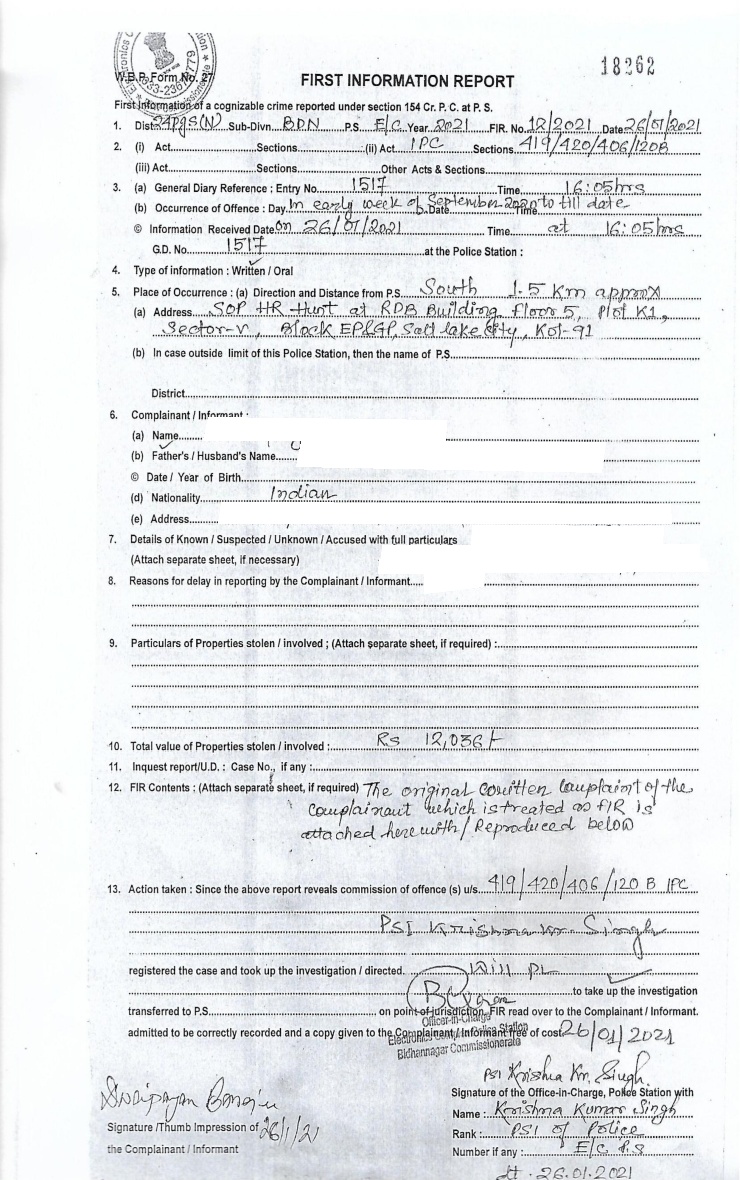 18262
W.B.P. Form No. 27
FIRST INFORMATION REPORT
First Information of a cognizable crime reported under section 154 Cr. P. C. at P. S.
1. Dist. 24Pgs(N) Sub-Divn. BDN P.S. E/C Year 2021 FIR. No. 12/2021 Date 26/01/2021
2. (i) Act............Sections............(ii) Act. IPC Sections. 419/420/406/120B
(iii) Act............Sections............Other Acts & Sections............
3. (a) General Diary Reference : Entry No. 1517 Time. 16:05hrs
(b) Occurrence of Offence : Day. In early week of September 2020 to till date Date Time
© Information Received Date On 26/01/2021 Time. at 16:05hrs
G.D. No. 1517 at the Police Station :
4. Type of information : Written / Oral
5. Place of Occurrence : (a) Direction and Distance from P.S. South 1.5 Km approx
(a) Address. SOP HR Hunt at RDB Building, floor 5, Plot K1,
Sector-V, Block EP&GP, Salt lake City, Kol-91
(b) In case outside limit of this Police Station, then the name of P.S............
District............
6. Complainant / Informant :
(a) Name............
(b) Father's / Husband's Name............
© Date / Year of Birth............
(d) Nationality. Indian
(e) Address............
7. Details of Known / Suspected / Unknown / Accused with full particulars
(Attach separate sheet, if necessary)
8. Reasons for delay in reporting by the Complainant / Informant............
9. Particulars of Properties stolen / involved ; (Attach separate sheet, if required) :............
10. Total value of Properties stolen / involved : Rs 12,036/-
11. Inquest report/U.D. : Case No., if any :............
12. FIR Contents : (Attach separate sheet, if required) The original written complaint of the
complainant which is treated as FIR is
attached herewith/Reproduced below
13. Action taken : Since the above report reveals commission of offence (s) u/s. 419/420/406/120 B IPC
PSI Krishna Kr. Singh
registered the case and took up the investigation / directed. Will pl
to take up the investigation
transferred to P.S............ on point of jurisdiction, FIR read over to the Complainant / Informant.
Officer-in-Charge
admitted to be correctly recorded and a copy given to the Complainant / Informant free of cost. 26/01/2021
Bidhannagar Commissionerate
PSI Krishna Kr. Singh
Signature of the Office-in-Charge, Police Station with
Name : Krishna Kumar Singh
Signature /Thumb Impression of 26/1/21
Rank : PSI of Police
the Complainant / Informant
Number if any : E/C P.S
dt - 26.01.2021